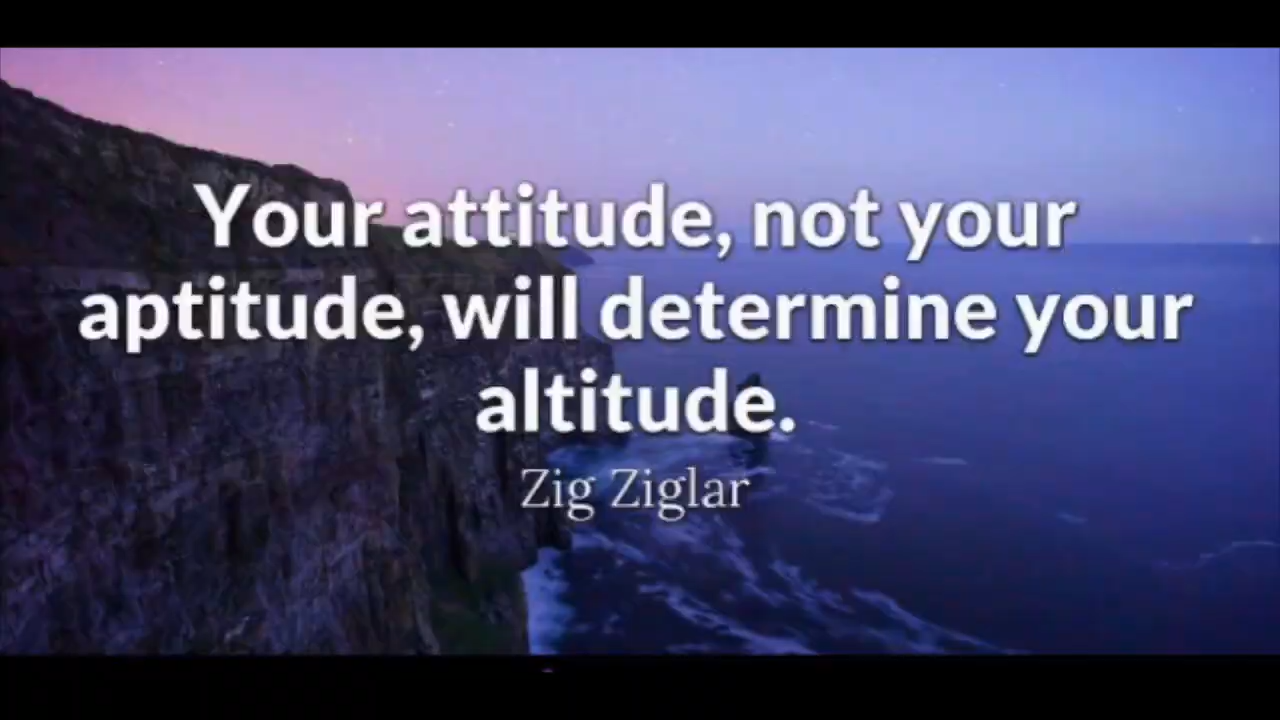 Your attitude, not your
aptitude, will determine your
altitude.
Zig Ziglar